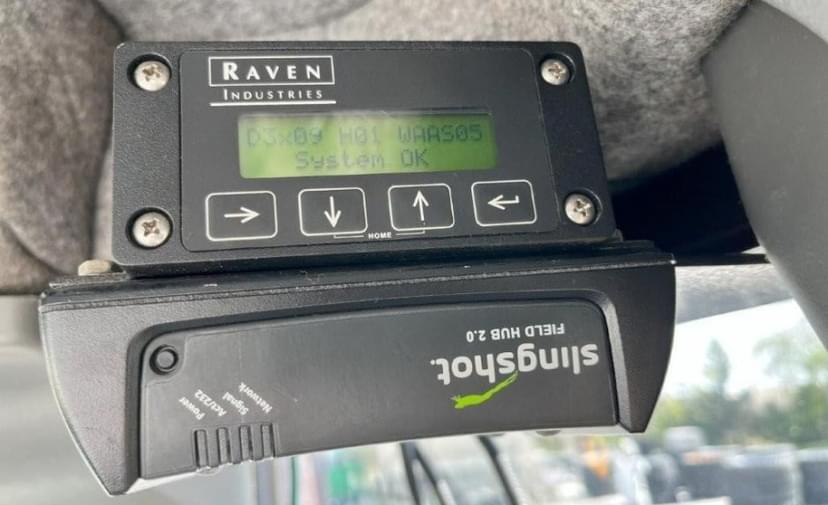 RAVEN
INDUSTRIES
D3x09 H01 WAAS05
System OK
HOME
slingshot.
FIELD HUB 2.0
Power
Act/232
Signal
Network